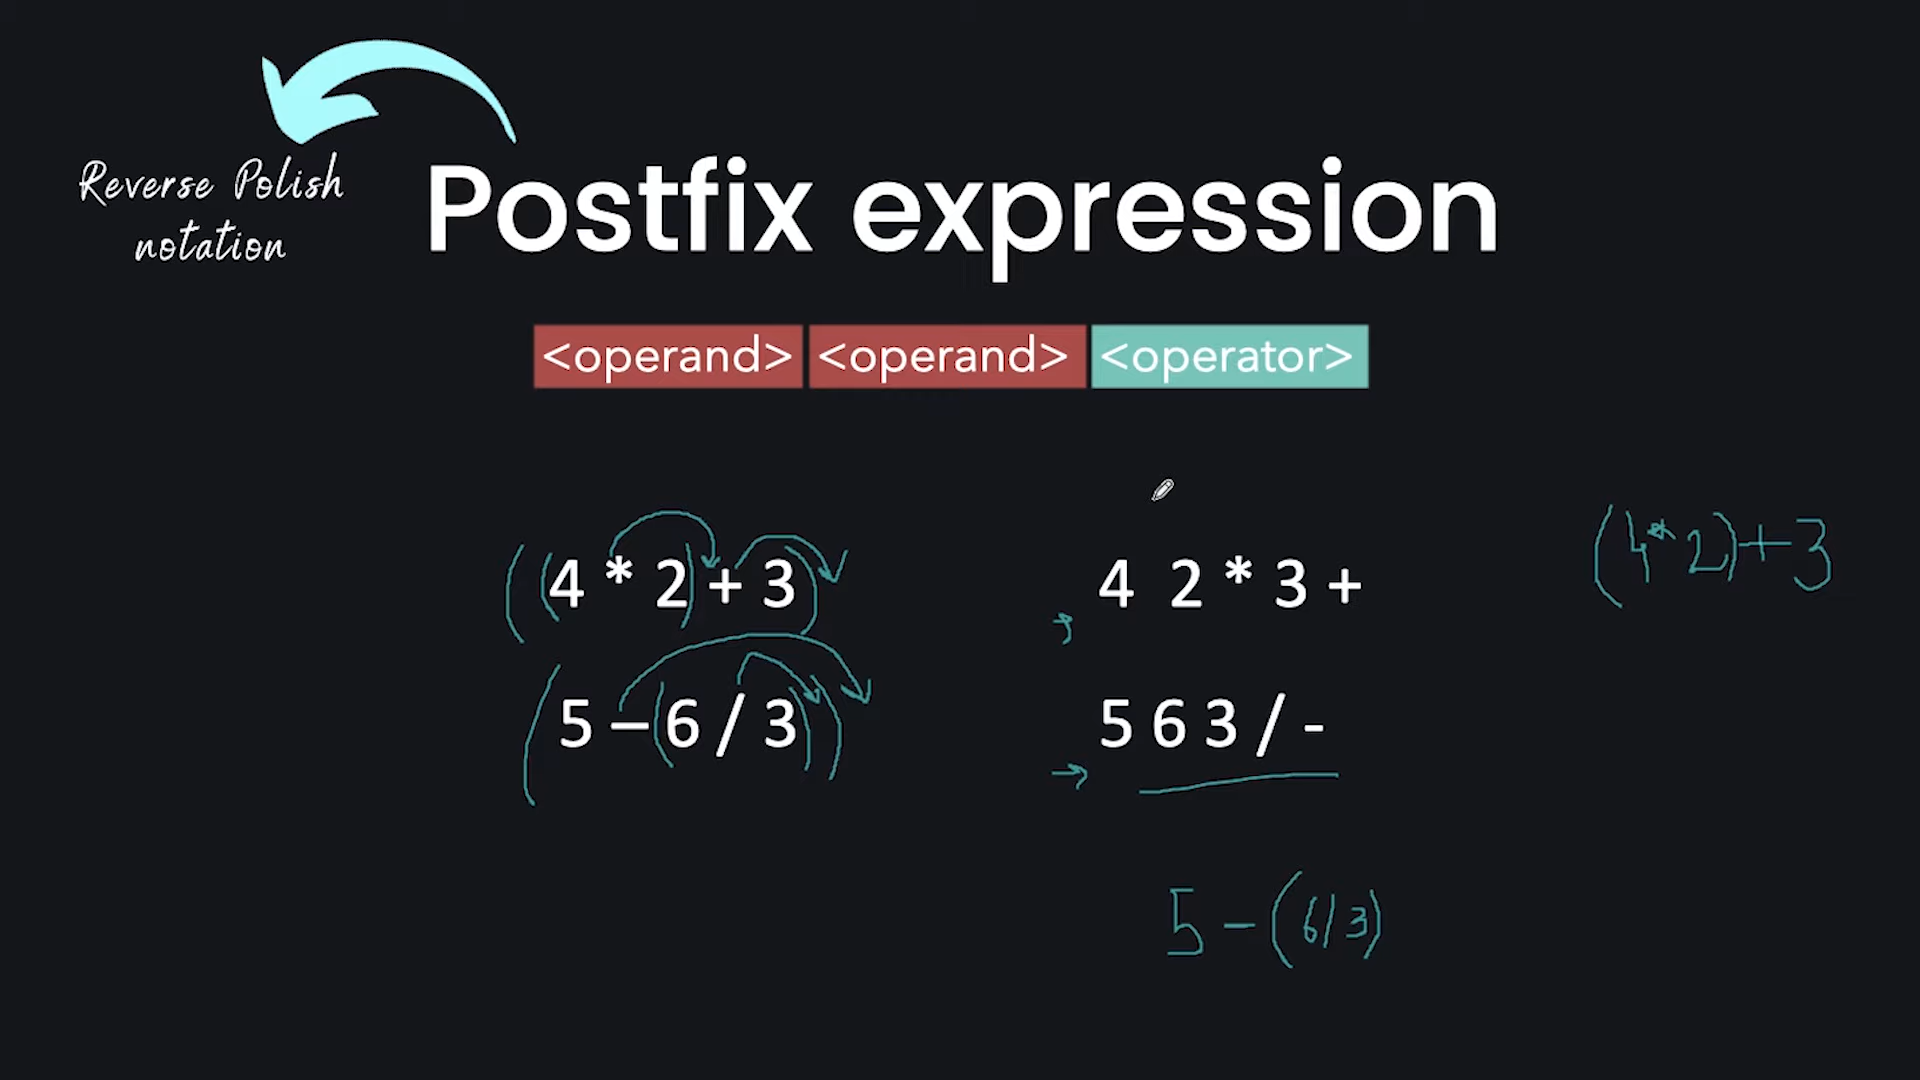 Reverse Polish
notation
Postfix expression
<operand> <operand> <operator>
((4 * 2) + 3)
4 2 * 3 +
(4*2)+3
(5 – (6 / 3))
5 6 3 / -
5 - (6/3)